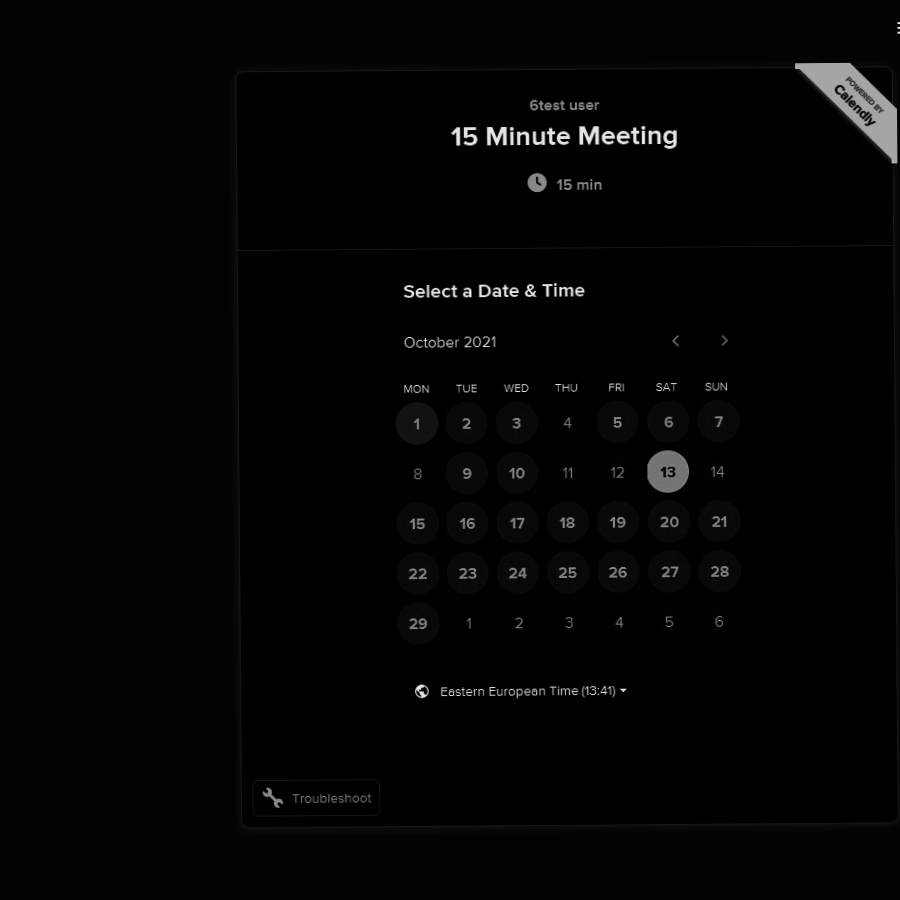 POWERED BY
Calendly
6test user
15 Minute Meeting
15 min
Select a Date & Time
October 2021
MON TUE WED THU FRI SAT SUN
1 2 3 4 5 6 7
8 9 10 11 12 13 14
15 16 17 18 19 20 21
22 23 24 25 26 27 28
29 1 2 3 4 5 6
Eastern European Time (13:41)
Troubleshoot